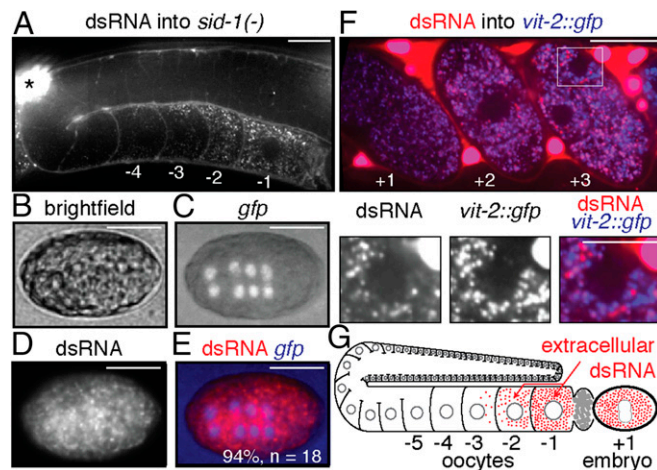 A dsRNA into sid-1(-)
*
-4 -3 -2 -1
B brightfield
C gfp
D dsRNA
E dsRNA gfp
94%, n = 18
F dsRNA into vit-2::gfp
+1 +2 +3
dsRNA vit-2::gfp dsRNA
vit-2::gfp
G extracellular
dsRNA
-5 -4 -3 -2 -1 +1
oocytes embryo